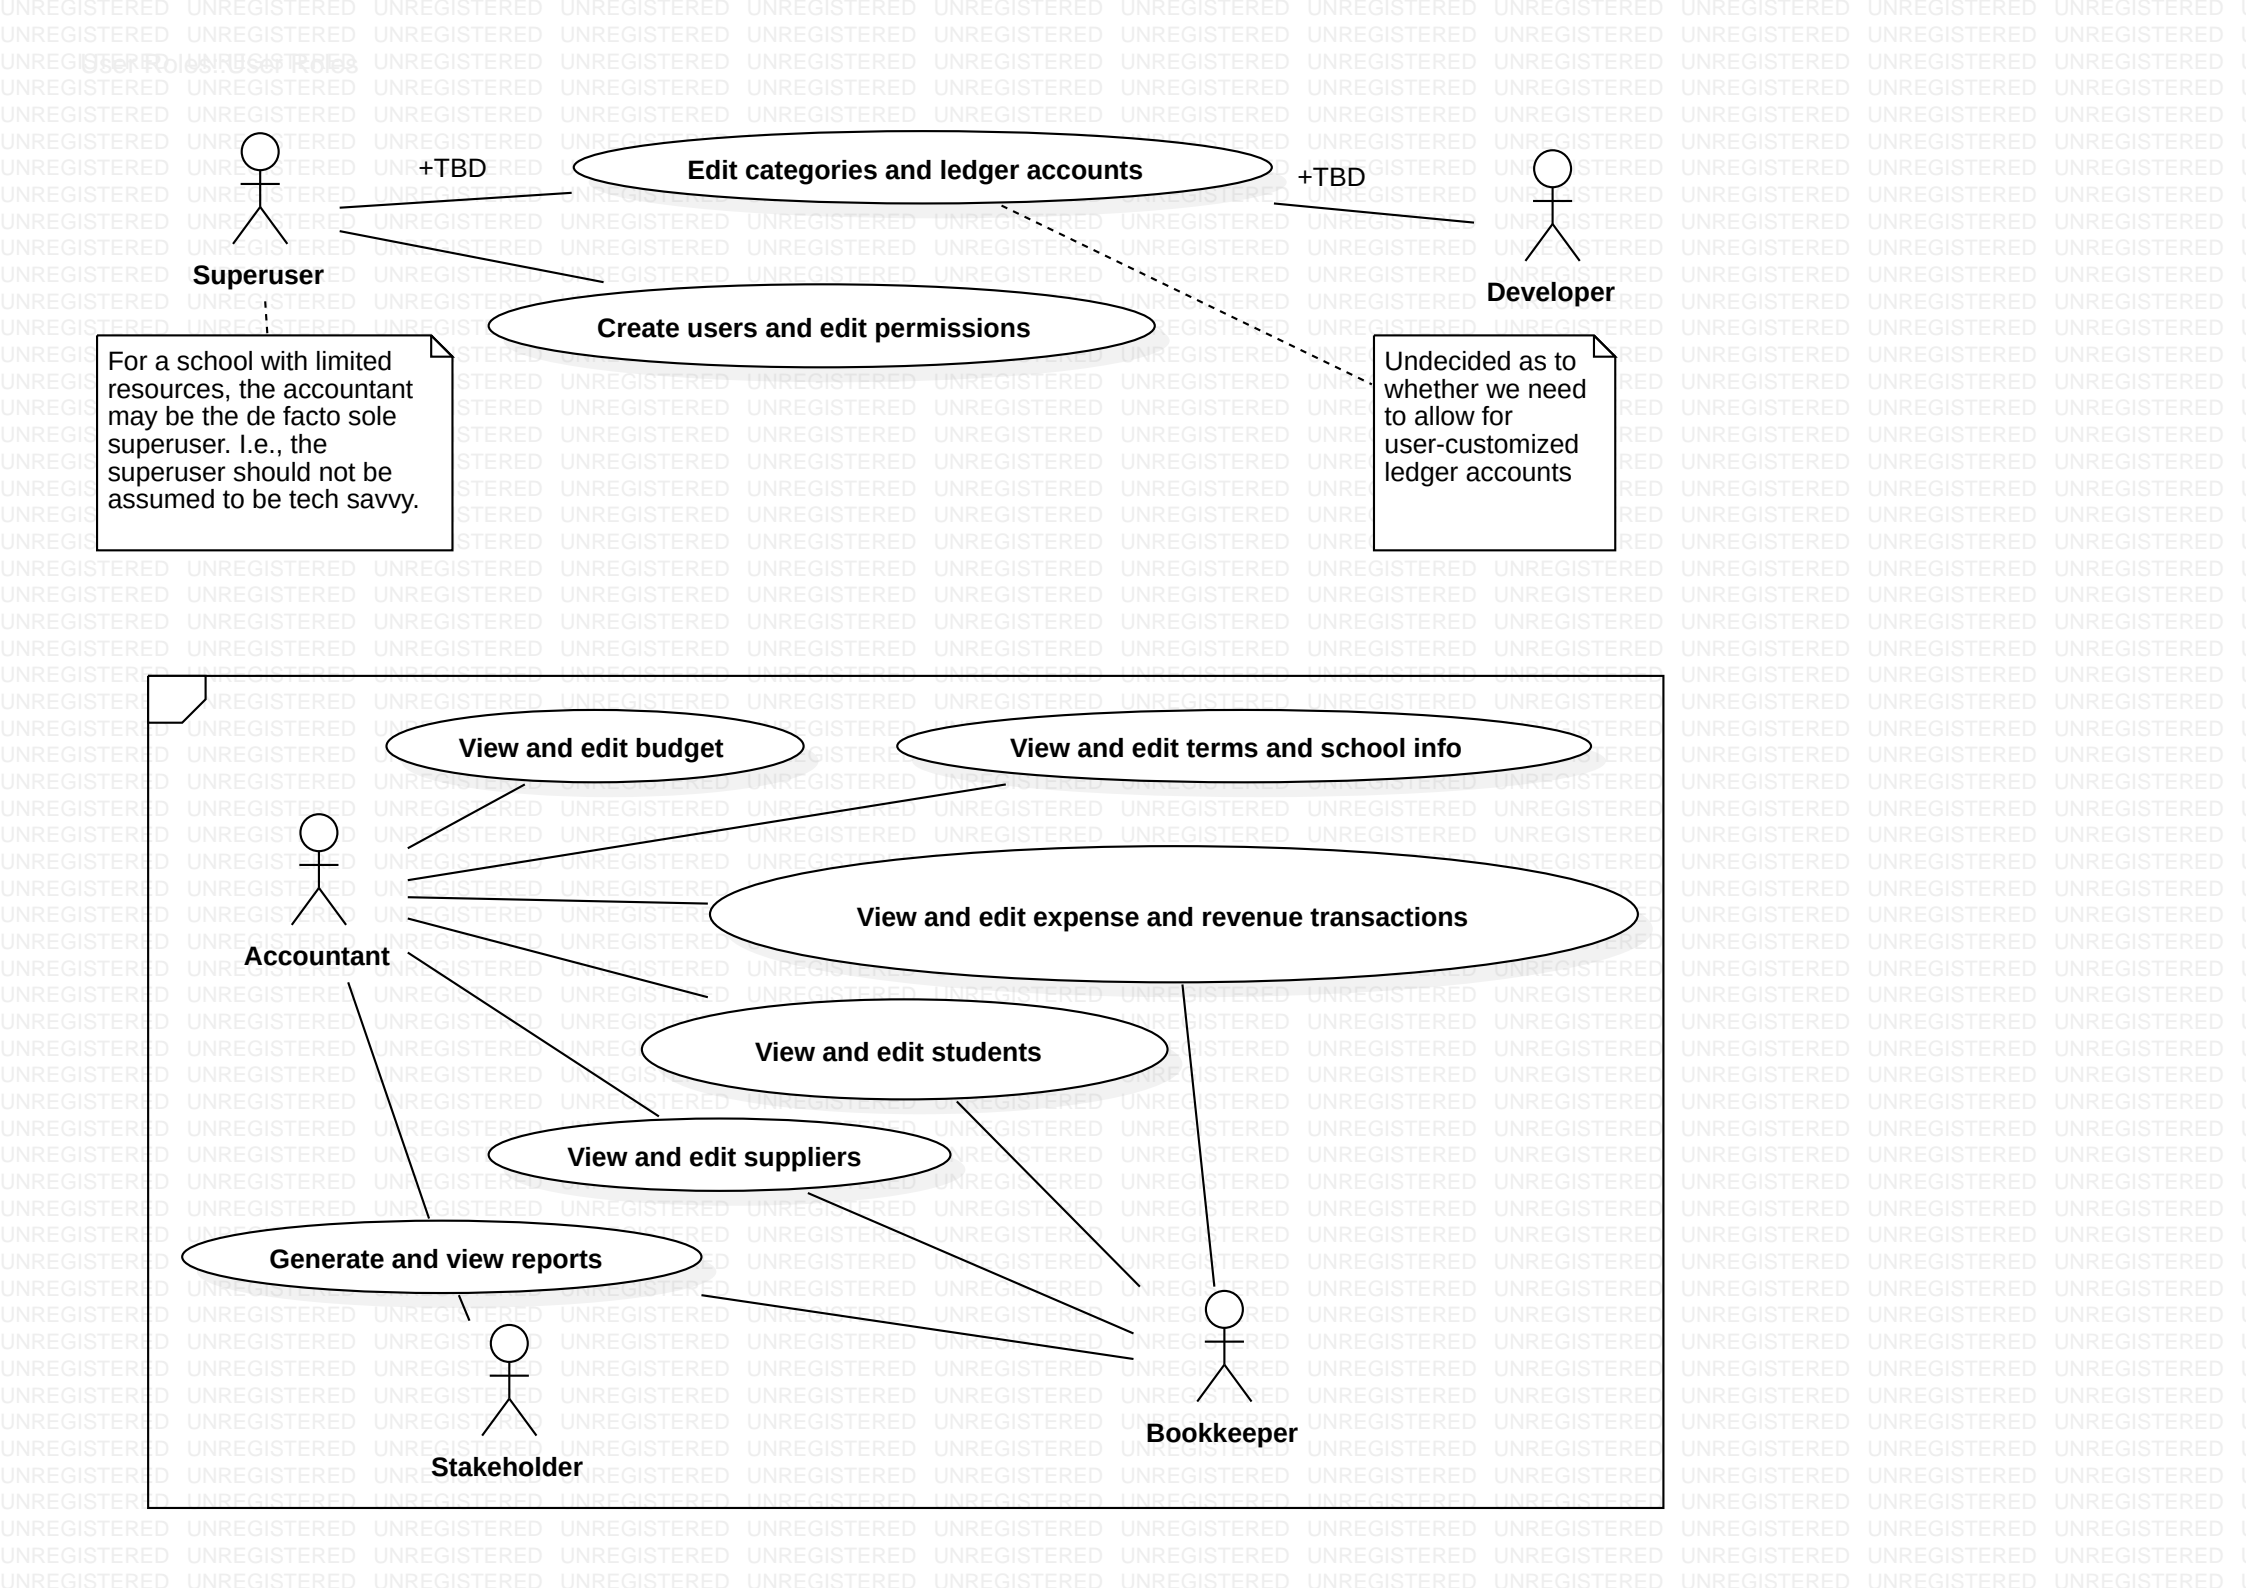 User Roles::User Roles
+TBD
Edit categories and ledger accounts
+TBD
Superuser
Developer
Create users and edit permissions
For a school with limited
resources, the accountant
may be the de facto sole
superuser. I.e., the
superuser should not be
assumed to be tech savvy.
Undecided as to
whether we need
to allow for
user-customized
ledger accounts
View and edit budget
View and edit terms and school info
View and edit expense and revenue transactions
Accountant
View and edit students
View and edit suppliers
Generate and view reports
Bookkeeper
Stakeholder
UNREGISTERED